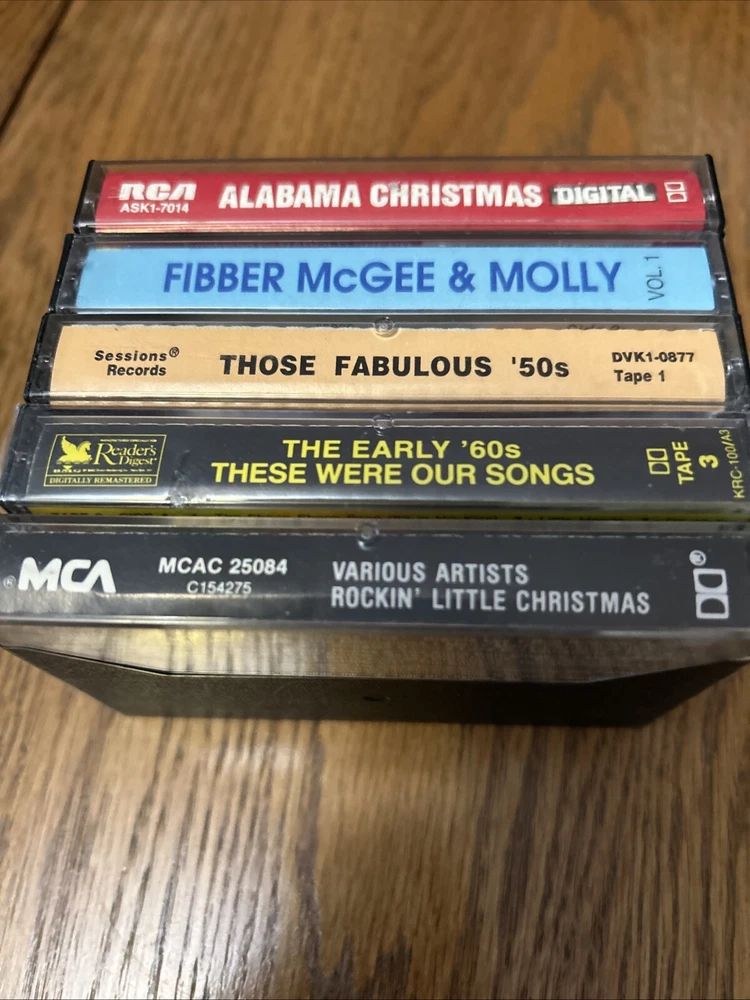 RCA
ASK1-7014
ALABAMA CHRISTMAS
DIGITAL
FIBBER McGEE & MOLLY
VOL. 1
Sessions®
Records
THOSE FABULOUS '50s
DVK1-0877
Tape 1
Reader's
Digest
DIGITALLY REMASTERED
THE EARLY '60s
THESE WERE OUR SONGS
TAPE
3
KRC-100/A3
®MCA
MCAC 25084
C154275
VARIOUS ARTISTS
ROCKIN' LITTLE CHRISTMAS
®